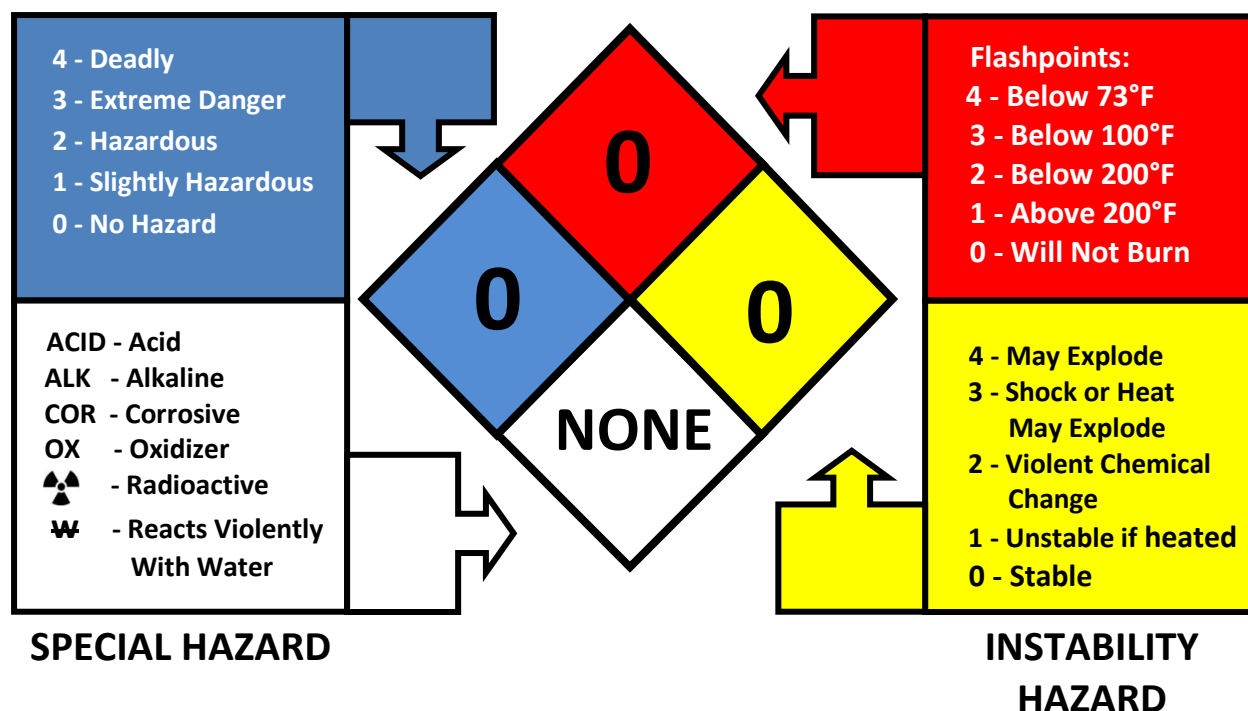 4 - Deadly
3 - Extreme Danger
2 - Hazardous
1 - Slightly Hazardous
0 - No Hazard
ACID - Acid
ALK - Alkaline
COR - Corrosive
OX - Oxidizer
- Radioactive
W - Reacts Violently
With Water
SPECIAL HAZARD
0
0
0
NONE
Flashpoints:
4 - Below 73°F
3 - Below 100°F
2 - Below 200°F
1 - Above 200°F
0 - Will Not Burn
4 - May Explode
3 - Shock or Heat
May Explode
2 - Violent Chemical
Change
1 - Unstable if heated
0 - Stable
INSTABILITY
HAZARD